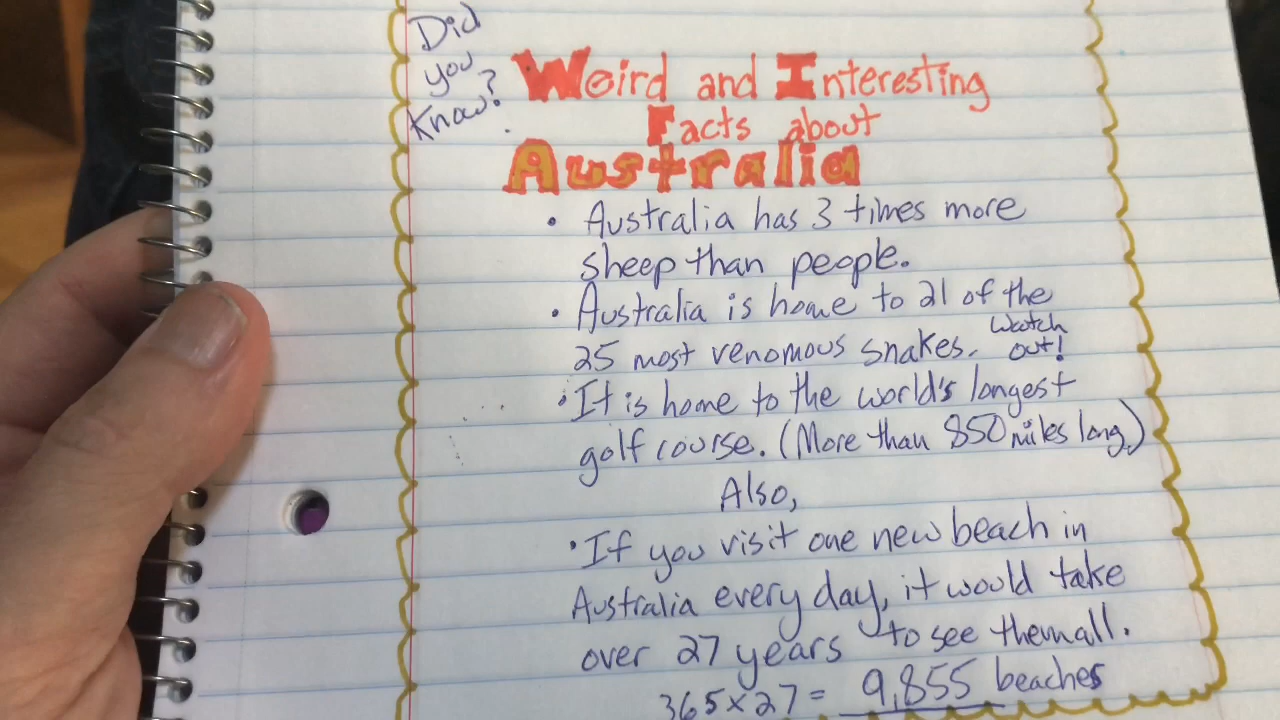 Did
you
Know?
Weird and Interesting
Facts about
Australia
• Australia has 3 times more
sheep than people.
• Australia is home to 21 of the
25 most venomous snakes. Watch
out!
• It is home to the world's longest
golf course. (More than 850 miles long)
Also,
• If you visit one new beach in
Australia every day, it would take
over 27 years to see them all.
365x27= 9,855 beaches